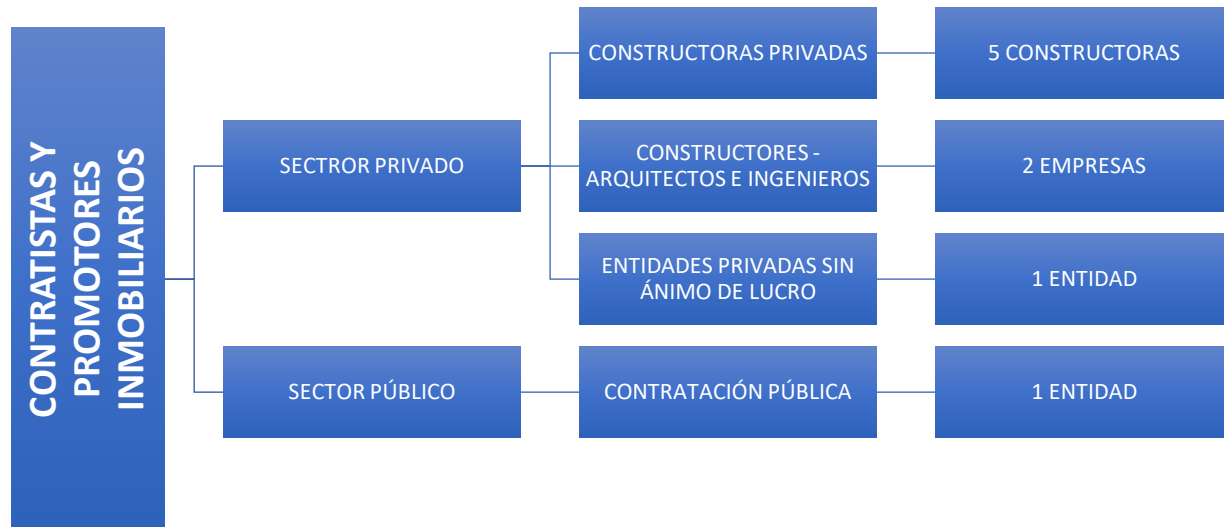 CONTRATISTAS Y
PROMOTORES
INMOBILIARIOS
SECTROR PRIVADO
CONSTRUCTORAS PRIVADAS
5 CONSTRUCTORAS
CONSTRUCTORES -
ARQUITECTOS E INGENIEROS
2 EMPRESAS
ENTIDADES PRIVADAS SIN
ÁNIMO DE LUCRO
1 ENTIDAD
SECTOR PÚBLICO
CONTRATACIÓN PÚBLICA
1 ENTIDAD